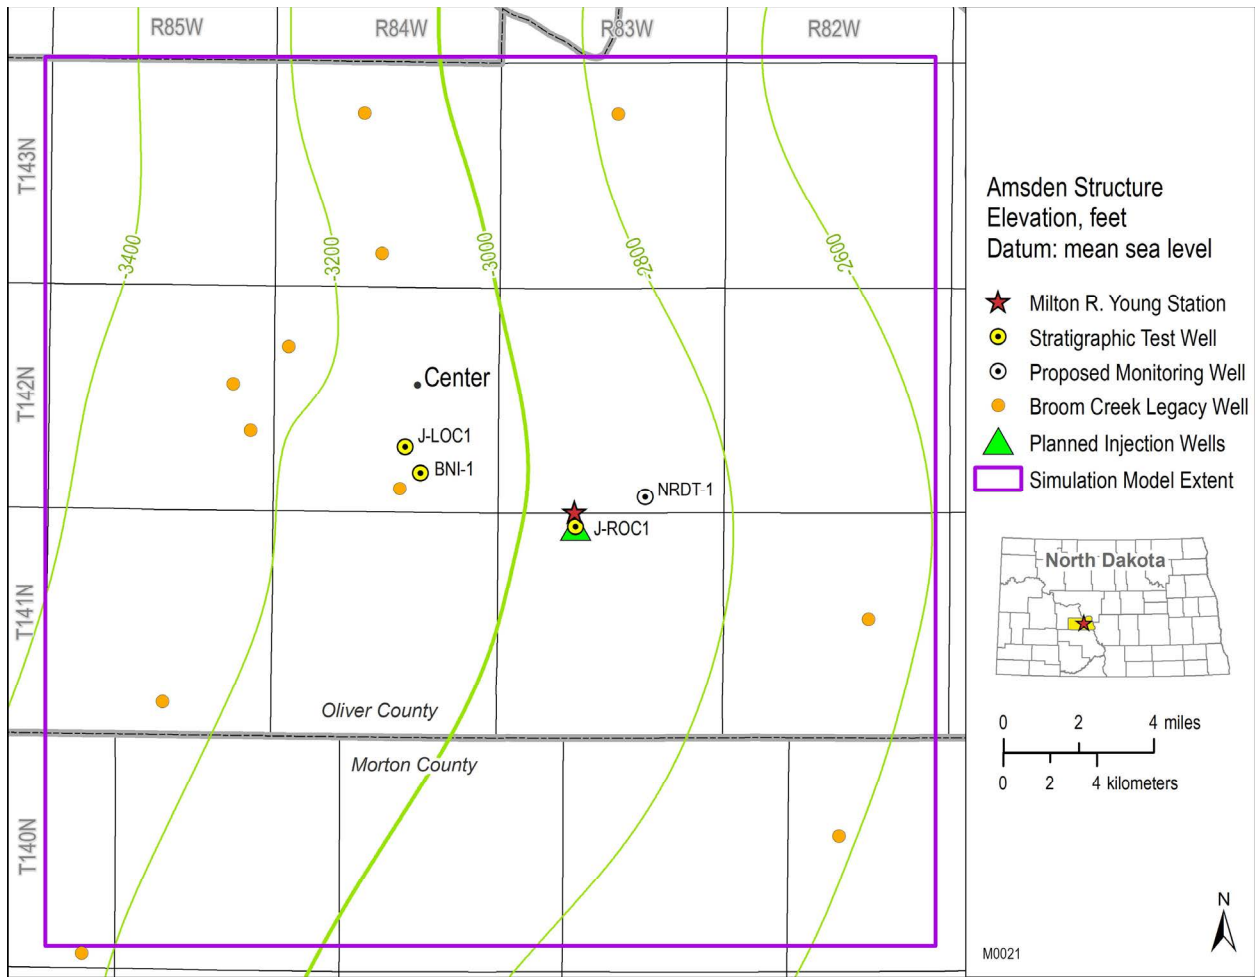 R85W
R84W
R83W
R82W
T143N
-3400
-3200
-3000
-2800
-2600
T142N
Center
J-LOC1
BNI-1
NRDT-1
J-ROC1
T141N
Oliver County
Morton County
T140N
Amsden Structure
Elevation, feet
Datum: mean sea level
Milton R. Young Station
Stratigraphic Test Well
Proposed Monitoring Well
Broom Creek Legacy Well
Planned Injection Wells
Simulation Model Extent
North Dakota
0 2 4 miles
0 2 4 kilometers
N
M0021